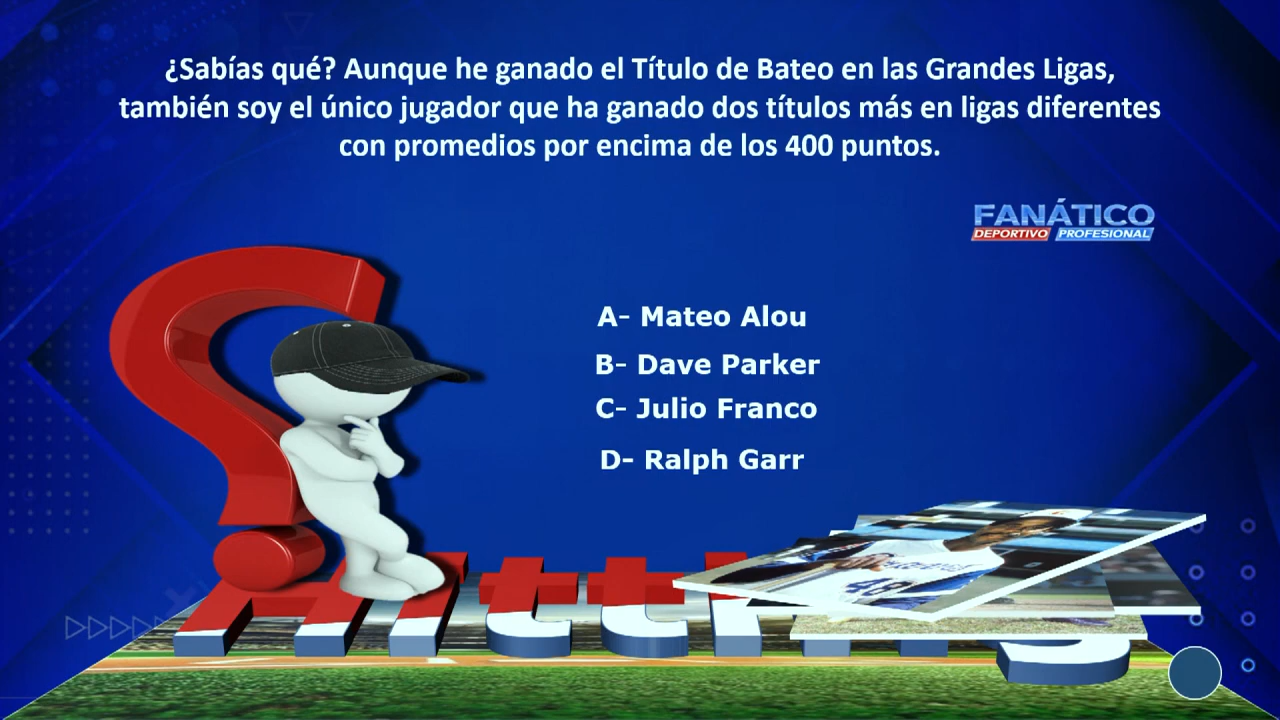 ¿Sabías qué? Aunque he ganado el Título de Bateo en las Grandes Ligas,
también soy el único jugador que ha ganado dos títulos más en ligas diferentes
con promedios por encima de los 400 puntos.
FANÁTICO
DEPORTIVO PROFESIONAL
A- Mateo Alou
B- Dave Parker
C- Julio Franco
D- Ralph Garr